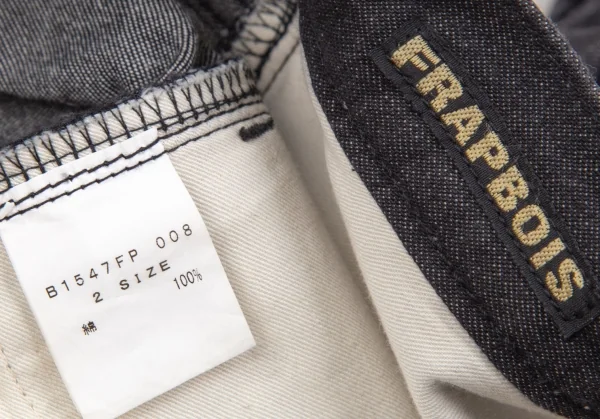 B1547FP 008
2 SIZE
綿 100%
FRAPBOIS